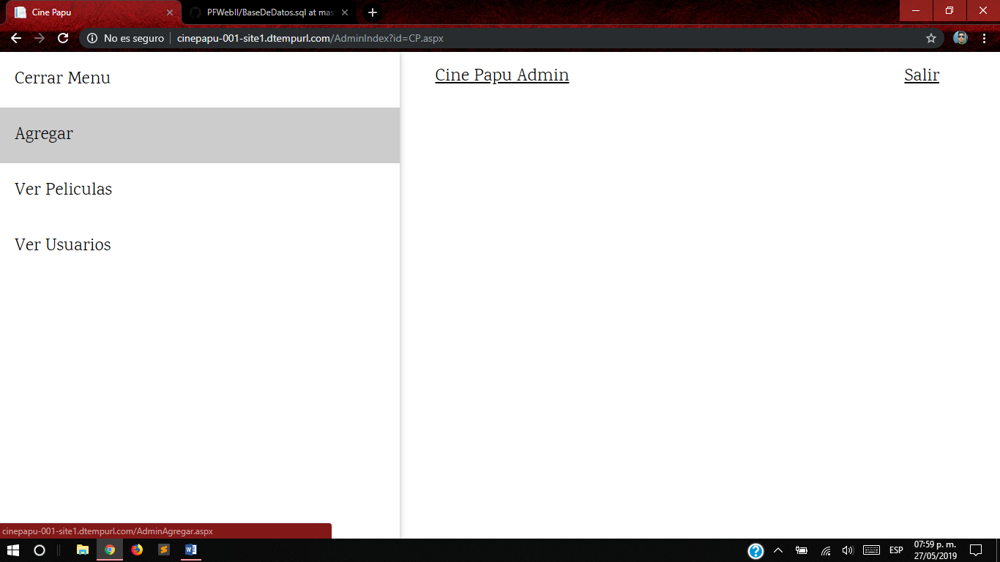 Cine Papu
PFWebII/BaseDeDatos.sql at mas
No es seguro
cinepapu-001-site1.dtempurl.com/AdminIndex?id=CP.aspx
Cerrar Menu
Agregar
Ver Peliculas
Ver Usuarios
Cine Papu Admin
Salir
cinepapu-001-site1.dtempurl.com/AdminAgregar.aspx
ESP
07:59 p. m.
27/05/2019